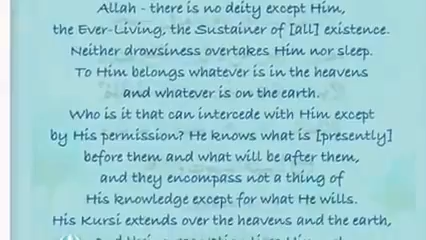 Allah - there is no deity except Him,
the Ever-Living, the Sustainer of [all] existence.
Neither drowsiness overtakes Him nor sleep.
To Him belongs whatever is in the heavens
and whatever is on the earth.
Who is it that can intercede with Him except
by His permission? He knows what is [presently]
before them and what will be after them,
and they encompass not a thing of
His knowledge except for what He wills.
His Kursi extends over the heavens and the earth,